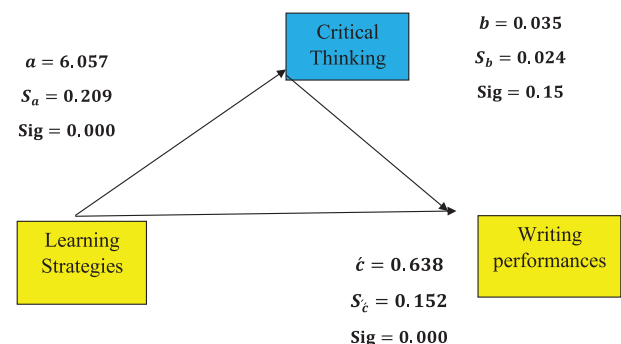 Critical
Thinking
a = 6.057
Sₐ = 0.209
Sig = 0.000
b = 0.035
S_b = 0.024
Sig = 0.15
Learning
Strategies
Writing
performances
ć = 0.638
S_ć = 0.152
Sig = 0.000